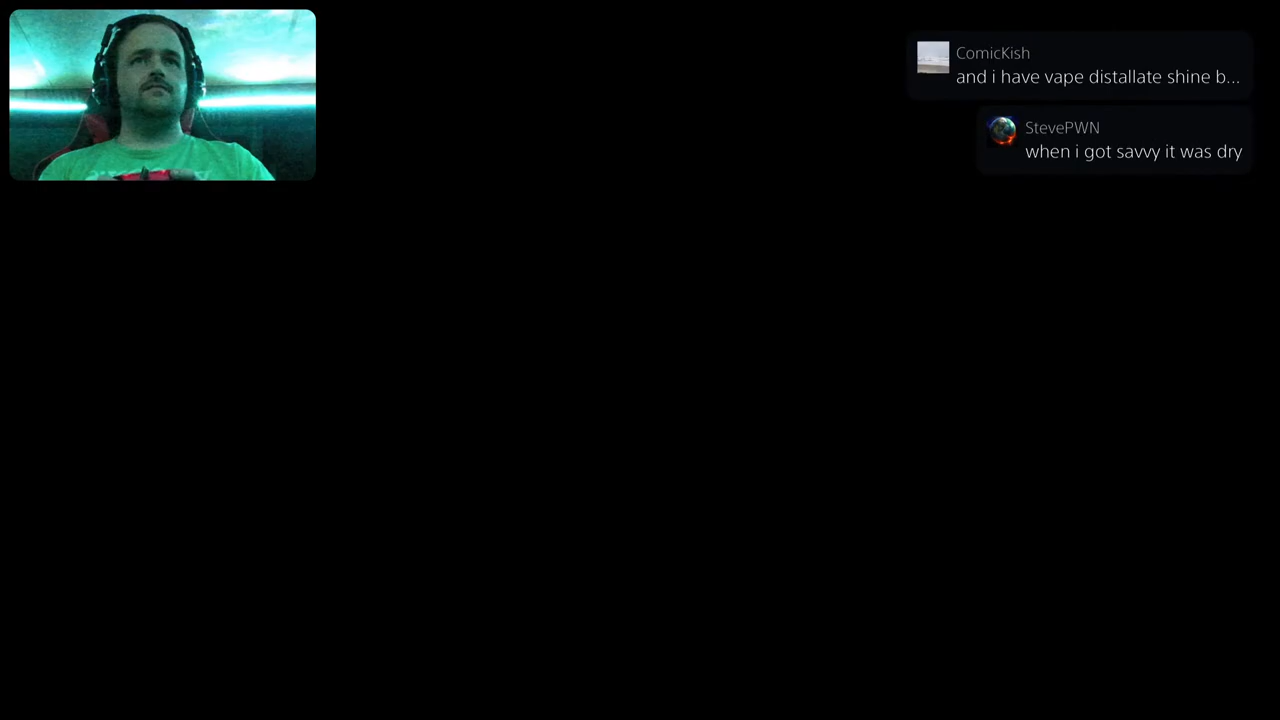 ComicKish
and i have vape distallate shine b...
StevePWN
when i got savvy it was dry